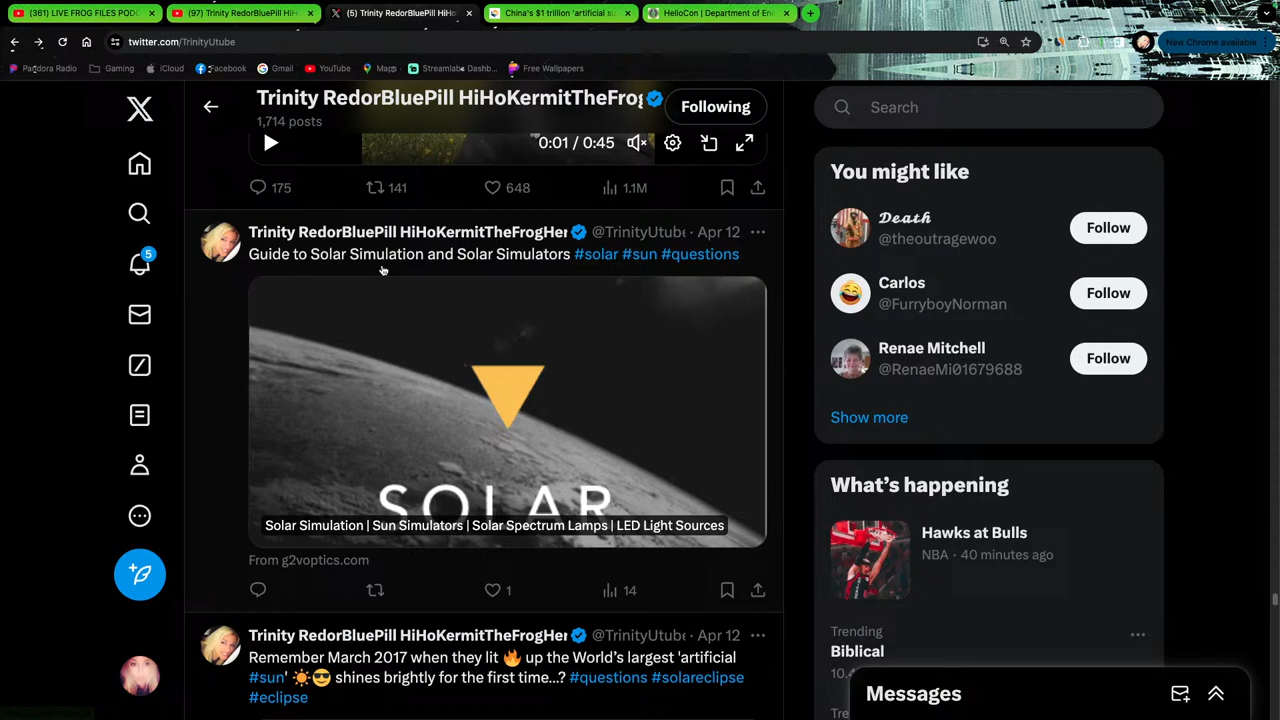 (361) LIVE FROG FILES PODC
(97) Trinity RedorBluePill HiH
(5) Trinity RedorBluePill HiHo
China's $1 trillion 'artificial su
HelioCon | Department of En
twitter.com/TrinityUtube
New Chrome available
Pandora Radio
Gaming
iCloud
Facebook
Gmail
YouTube
Maps
Streamlabs Dashb...
Free Wallpapers
Trinity RedorBluePill HiHoKermitTheFrog
1,714 posts
Following
Search
0:01 / 0:45
175
141
648
1.1M
You might like
Death
@theoutragewoo
Follow
Carlos
@FurryboyNorman
Follow
Renae Mitchell
@RenaeMi01679688
Follow
Show more
5
Trinity RedorBluePill HiHoKermitTheFrogHer @TrinityUtube · Apr 12
Guide to Solar Simulation and Solar Simulators #solar #sun #questions
SOLAR
Solar Simulation | Sun Simulators | Solar Spectrum Lamps | LED Light Sources
From g2voptics.com
1
14
What's happening
Hawks at Bulls
NBA · 40 minutes ago
Trending
Biblical
10.
Tre
Messages
Trinity RedorBluePill HiHoKermitTheFrogHer @TrinityUtube · Apr 12
Remember March 2017 when they lit 🔥 up the World's largest 'artificial
#sun' ☀️😎 shines brightly for the first time...? #questions #solareclipse
#eclipse